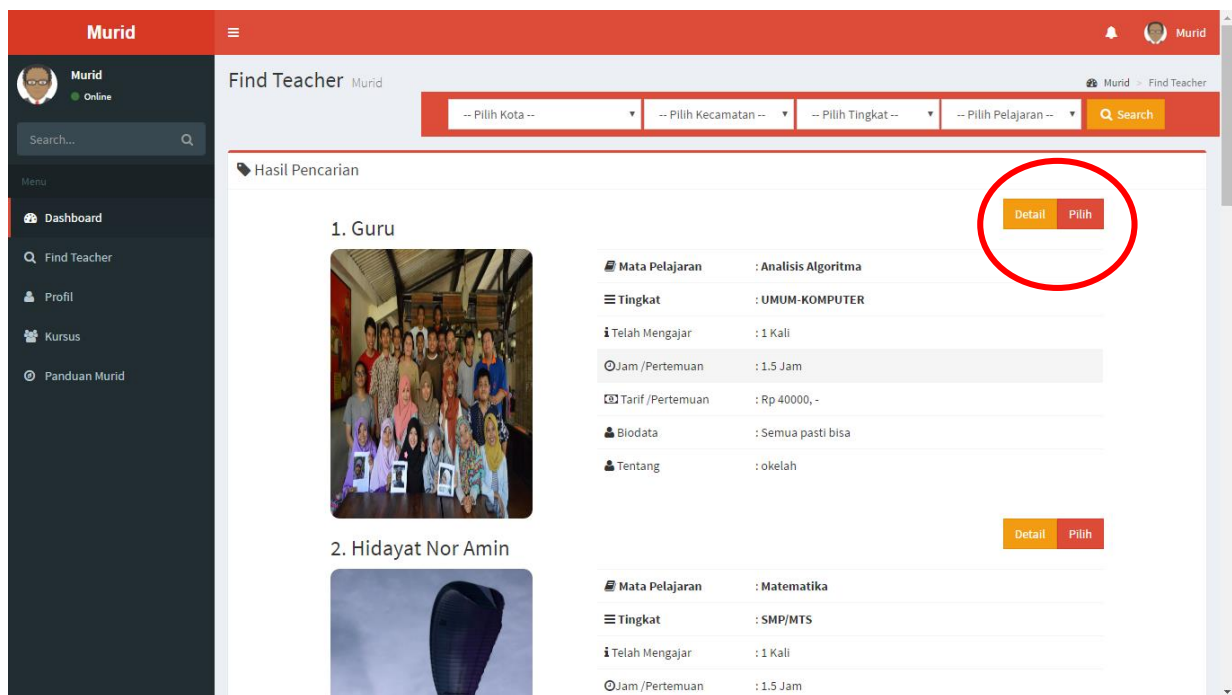 Murid
Murid
Murid
Online
Find Teacher Murid
Murid > Find Teacher
-- Pilih Kota -- -- Pilih Kecamatan -- -- Pilih Tingkat -- -- Pilih Pelajaran -- Search
Search...
Hasil Pencarian
Menu
Dashboard
Find Teacher
Profil
Kursus
Panduan Murid
Detail Pilih
1. Guru
Mata Pelajaran : Analisis Algoritma
Tingkat : UMUM-KOMPUTER
Telah Mengajar : 1 Kali
Jam /Pertemuan : 1.5 Jam
Tarif /Pertemuan : Rp 40000, -
Biodata : Semua pasti bisa
Tentang : okelah
Detail Pilih
2. Hidayat Nor Amin
Mata Pelajaran : Matematika
Tingkat : SMP/MTS
Telah Mengajar : 1 Kali
Jam /Pertemuan : 1.5 Jam